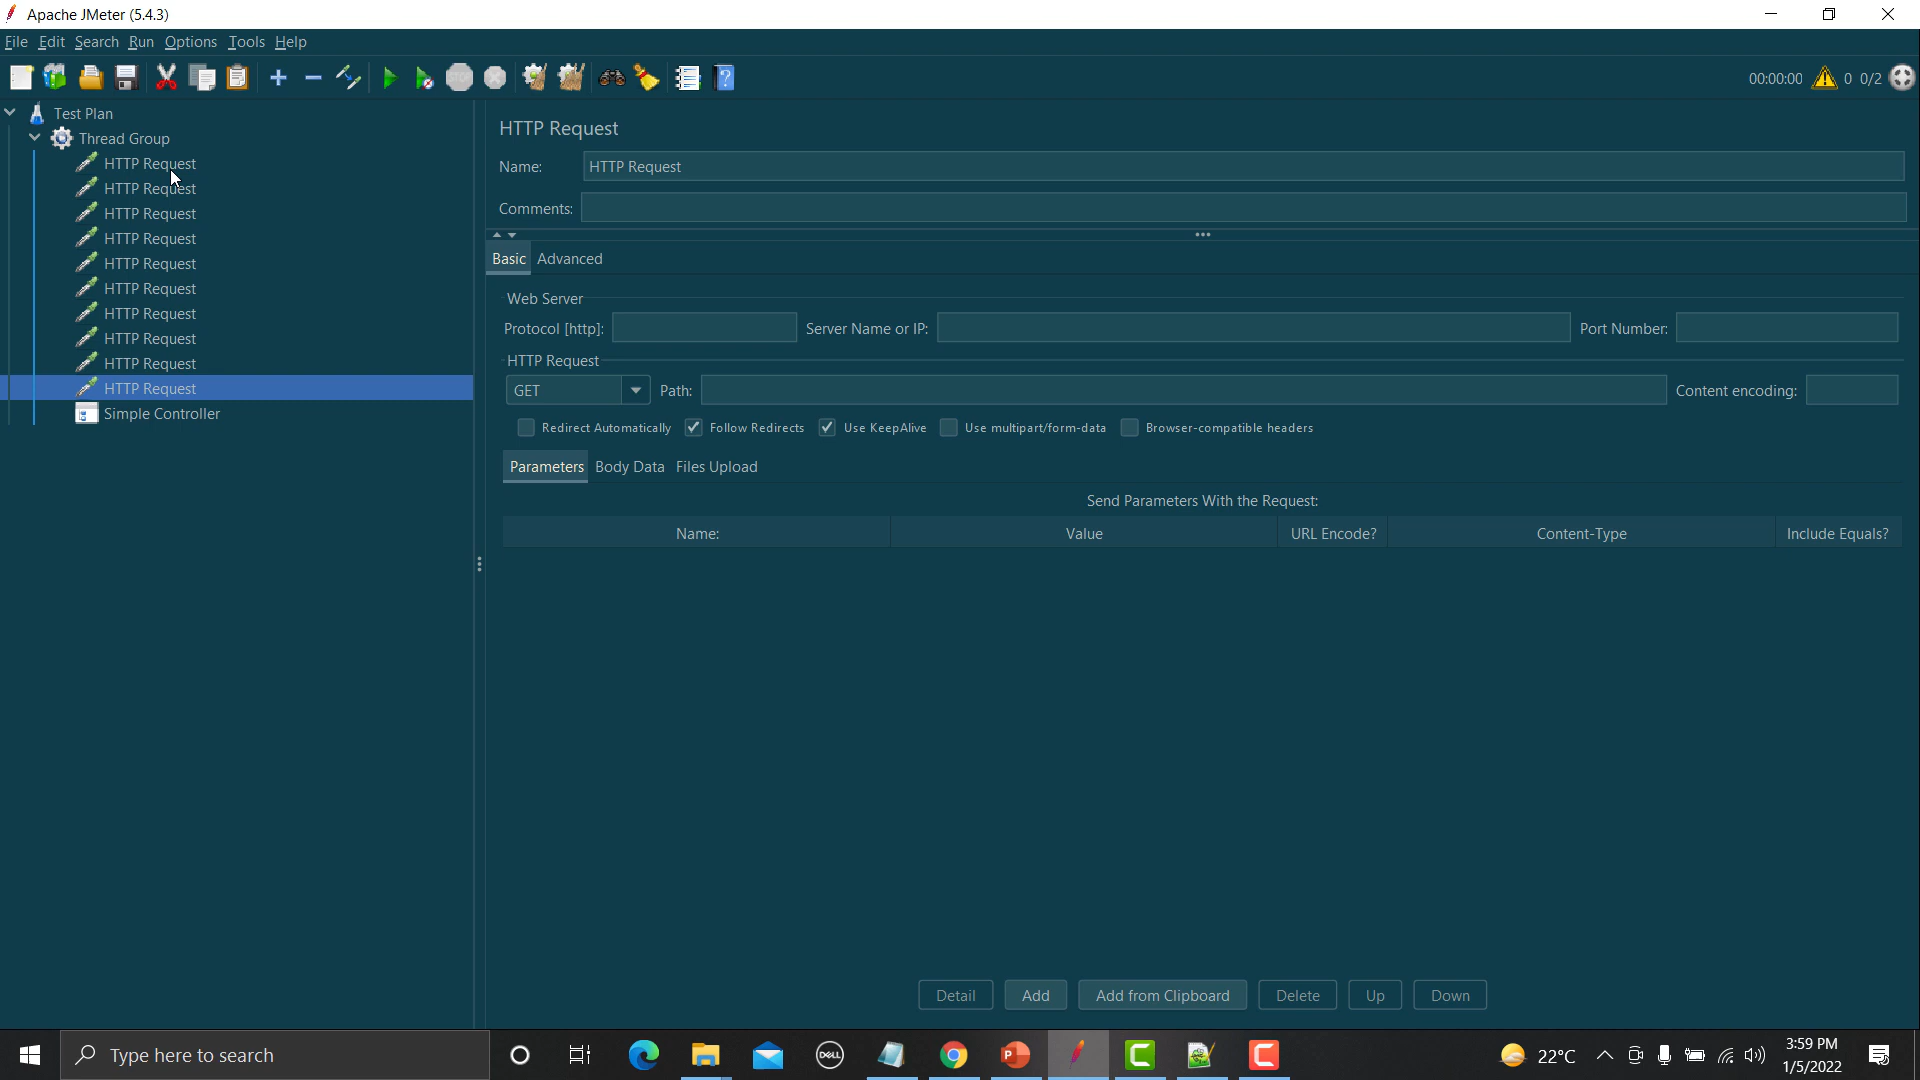 Apache JMeter (5.4.3)
File Edit Search Run Options Tools Help
STOP
00:00:00 0 0/2
Test Plan
Thread Group
HTTP Request
HTTP Request
HTTP Request
HTTP Request
HTTP Request
HTTP Request
HTTP Request
HTTP Request
HTTP Request
HTTP Request
Simple Controller
HTTP Request
Name: HTTP Request
Comments:
Basic Advanced
Web Server
Protocol [http]: Server Name or IP: Port Number:
HTTP Request
GET Path: Content encoding:
Redirect Automatically Follow Redirects Use KeepAlive Use multipart/form-data Browser-compatible headers
Parameters Body Data Files Upload
Send Parameters With the Request:
Name: Value URL Encode? Content-Type Include Equals?
Detail Add Add from Clipboard Delete Up Down
Type here to search
DELL
22°C
3:59 PM
1/5/2022